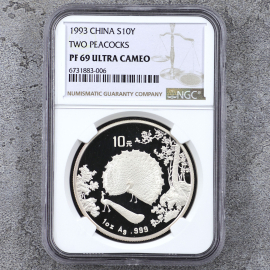 1993 CHINA S10Y
TWO PEACOCKS
PF 69 ULTRA CAMEO
6731883-006
NUMISMATIC GUARANTY COMPANY
NGC
10元
1oz Ag .999